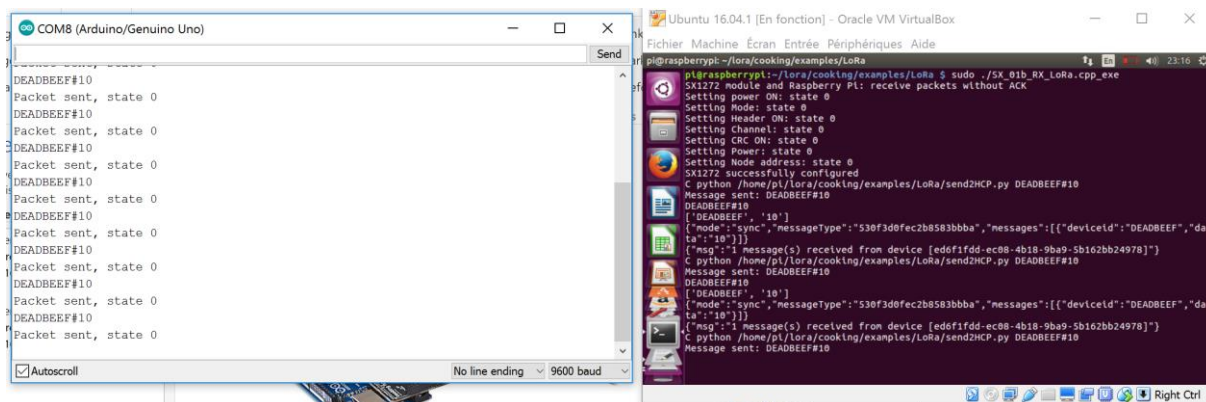 COM8 (Arduino/Genuino Uno)
Send
DEADBEEF#10
Packet sent, state 0
DEADBEEF#10
Packet sent, state 0
DEADBEEF#10
Packet sent, state 0
DEADBEEF#10
Packet sent, state 0
DEADBEEF#10
Packet sent, state 0
DEADBEEF#10
Packet sent, state 0
DEADBEEF#10
Packet sent, state 0
DEADBEEF#10
Packet sent, state 0
Autoscroll
No line ending
9600 baud
Ubuntu 16.04.1 [En fonction] - Oracle VM VirtualBox
Fichier Machine Écran Entrée Périphériques Aide
pi@raspberrypi: ~/lora/cooking/examples/LoRa
En
23:16
pi@raspberrypi:~/lora/cooking/examples/LoRa $ sudo ./SX_01b_RX_LoRa.cpp_exe
SX1272 module and Raspberry Pi: receive packets without ACK
Setting power ON: state 0
Setting Mode: state 0
Setting Header ON: state 0
Setting Channel: state 0
Setting CRC ON: state 0
Setting Power: state 0
Setting Node address: state 0
SX1272 successfully configured
C python /home/pi/lora/cooking/examples/LoRa/send2HCP.py DEADBEEF#10
Message sent: DEADBEEF#10
DEADBEEF#10
['DEADBEEF', '10']
{"mode":"sync","messageType":"530f3d0fec2b8583bbba","messages":[{"deviceid":"DEADBEEF","da
ta":"10"}]}
{"msg":"1 message(s) received from device [ed6f1fdd-ec08-4b18-9ba9-5b162bb24978]"}
C python /home/pi/lora/cooking/examples/LoRa/send2HCP.py DEADBEEF#10
Message sent: DEADBEEF#10
DEADBEEF#10
['DEADBEEF', '10']
{"mode":"sync","messageType":"530f3d0fec2b8583bbba","messages":[{"deviceid":"DEADBEEF","da
ta":"10"}]}
{"msg":"1 message(s) received from device [ed6f1fdd-ec08-4b18-9ba9-5b162bb24978]"}
C python /home/pi/lora/cooking/examples/LoRa/send2HCP.py DEADBEEF#10
Message sent: DEADBEEF#10
Right Ctrl